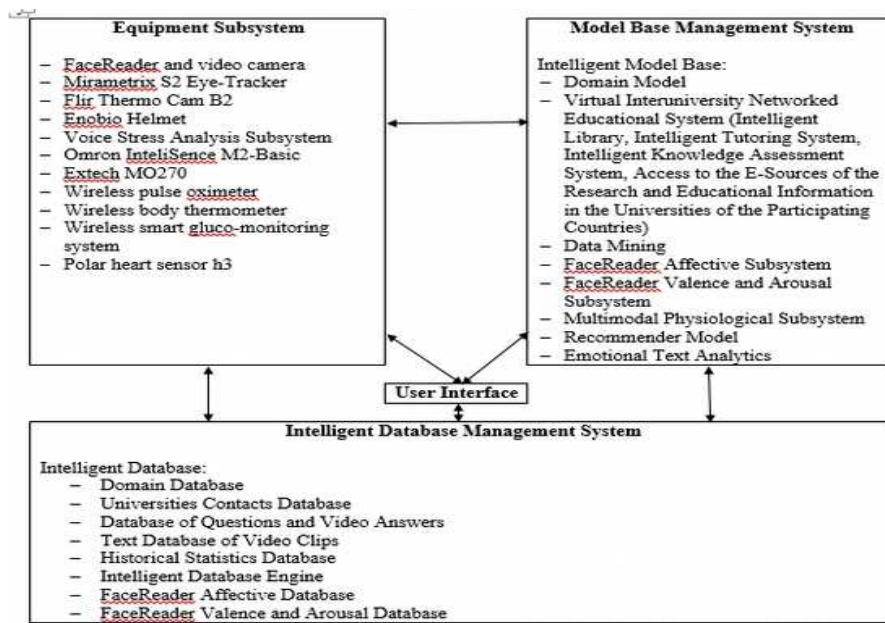 Equipment Subsystem
– FaceReader and video camera
– Mirametrix S2 Eye-Tracker
– Flir Thermo Cam B2
– Enobio Helmet
– Voice Stress Analysis Subsystem
– Omron InteliSence M2-Basic
– Extech MO270
– Wireless pulse oximeter
– Wireless body thermometer
– Wireless smart gluco-monitoring
system
– Polar heart sensor h3
Model Base Management System
Intelligent Model Base:
– Domain Model
– Virtual Interuniversity Networked
Educational System (Intelligent
Library, Intelligent Tutoring System,
Intelligent Knowledge Assessment
System, Access to the E-Sources of the
Research and Educational Information
in the Universities of the Participating
Countries)
– Data Mining
– FaceReader Affective Subsystem
– FaceReader Valence and Arousal
Subsystem
– Multimodal Physiological Subsystem
– Recommender Model
– Emotional Text Analytics
User Interface
Intelligent Database Management System
Intelligent Database:
– Domain Database
– Universities Contacts Database
– Database of Questions and Video Answers
– Text Database of Video Clips
– Historical Statistics Database
– Intelligent Database Engine
– FaceReader Affective Database
– FaceReader Valence and Arousal Database